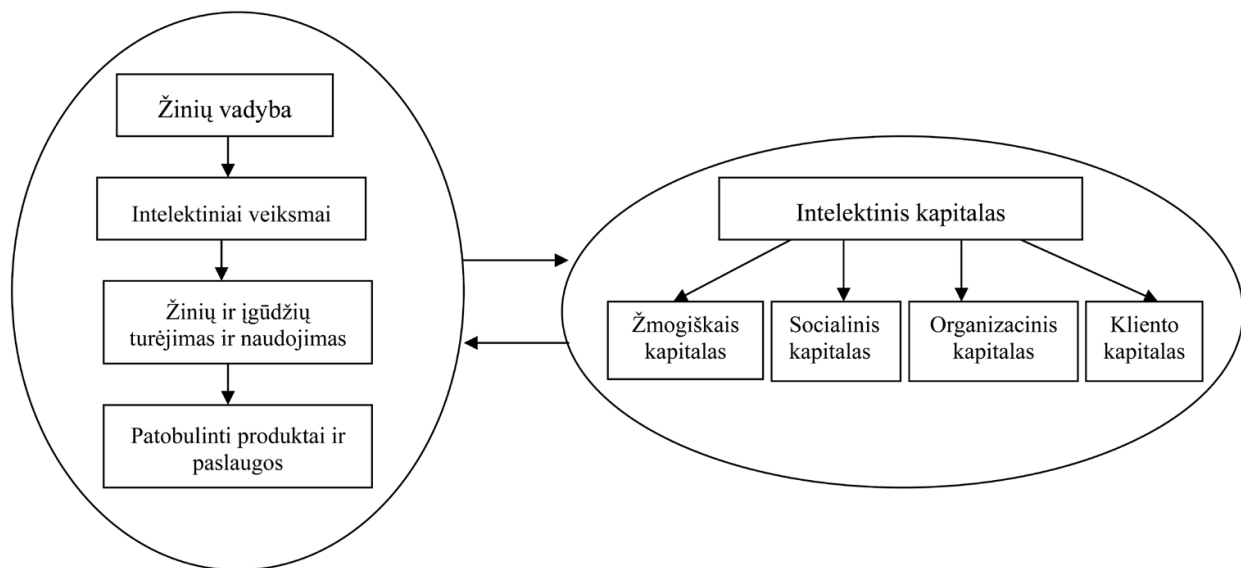 Žinių vadyba
Intelektiniai veiksmai
Žinių ir įgūdžių
turėjimas ir naudojimas
Patobulinti produktai ir
paslaugos
Intelektinis kapitalas
Žmogiškais
kapitalas
Socialinis
kapitalas
Organizacinis
kapitalas
Kliento
kapitalas